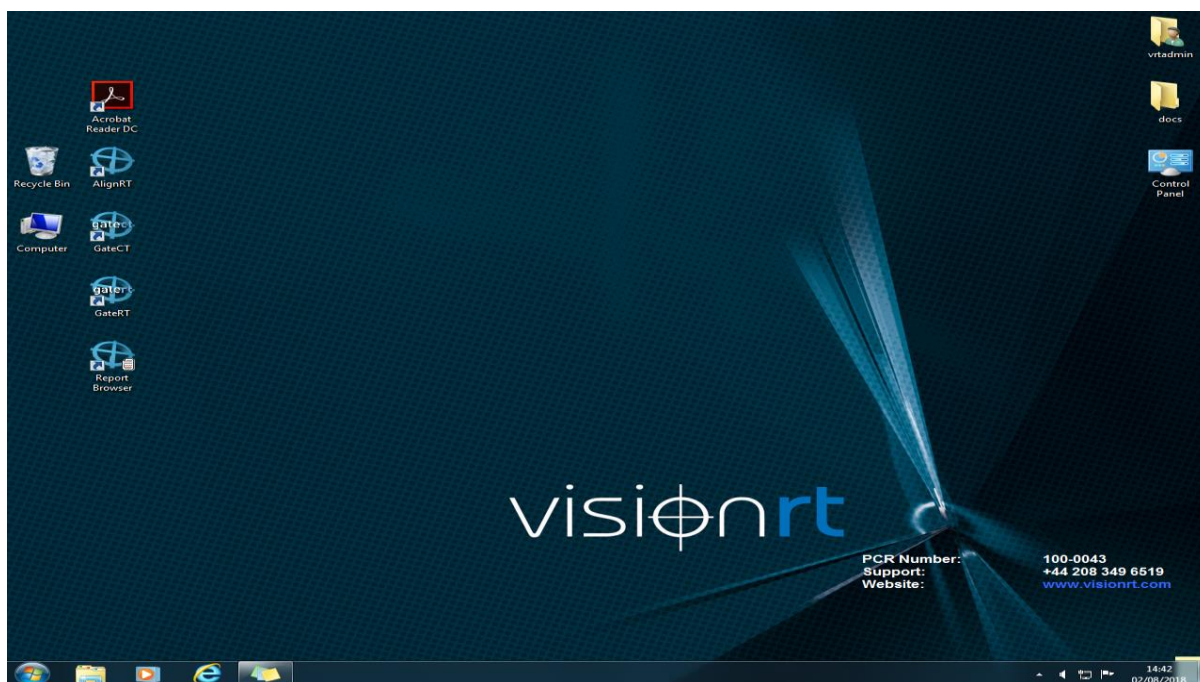 vrtadmin
Acrobat
Reader DC
docs
Recycle Bin
AlignRT
Control
Panel
gatect
Computer
GateCT
gatert
GateRT
Report
Browser
visionrt
PCR Number: 100-0043
Support: +44 208 349 6519
Website: www.visionrt.com
14:42
02/08/2018